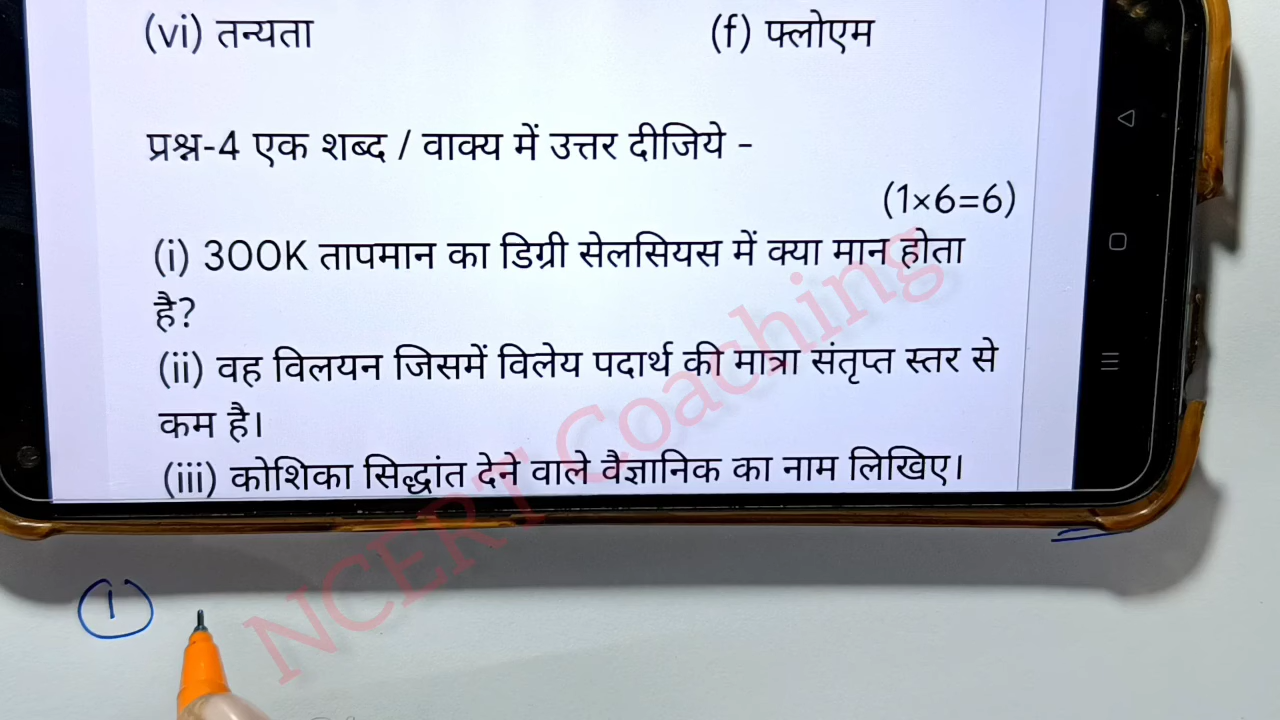 (vi) तन्यता (f) फ्लोएम
प्रश्न-4 एक शब्द / वाक्य में उत्तर दीजिये -
(1×6=6)
(i) 300K तापमान का डिग्री सेलसियस में क्या मान होता
है?
(ii) वह विलयन जिसमें विलेय पदार्थ की मात्रा संतृप्त स्तर से
कम है।
(iii) कोशिका सिद्धांत देने वाले वैज्ञानिक का नाम लिखिए।
NCERT Coaching
i